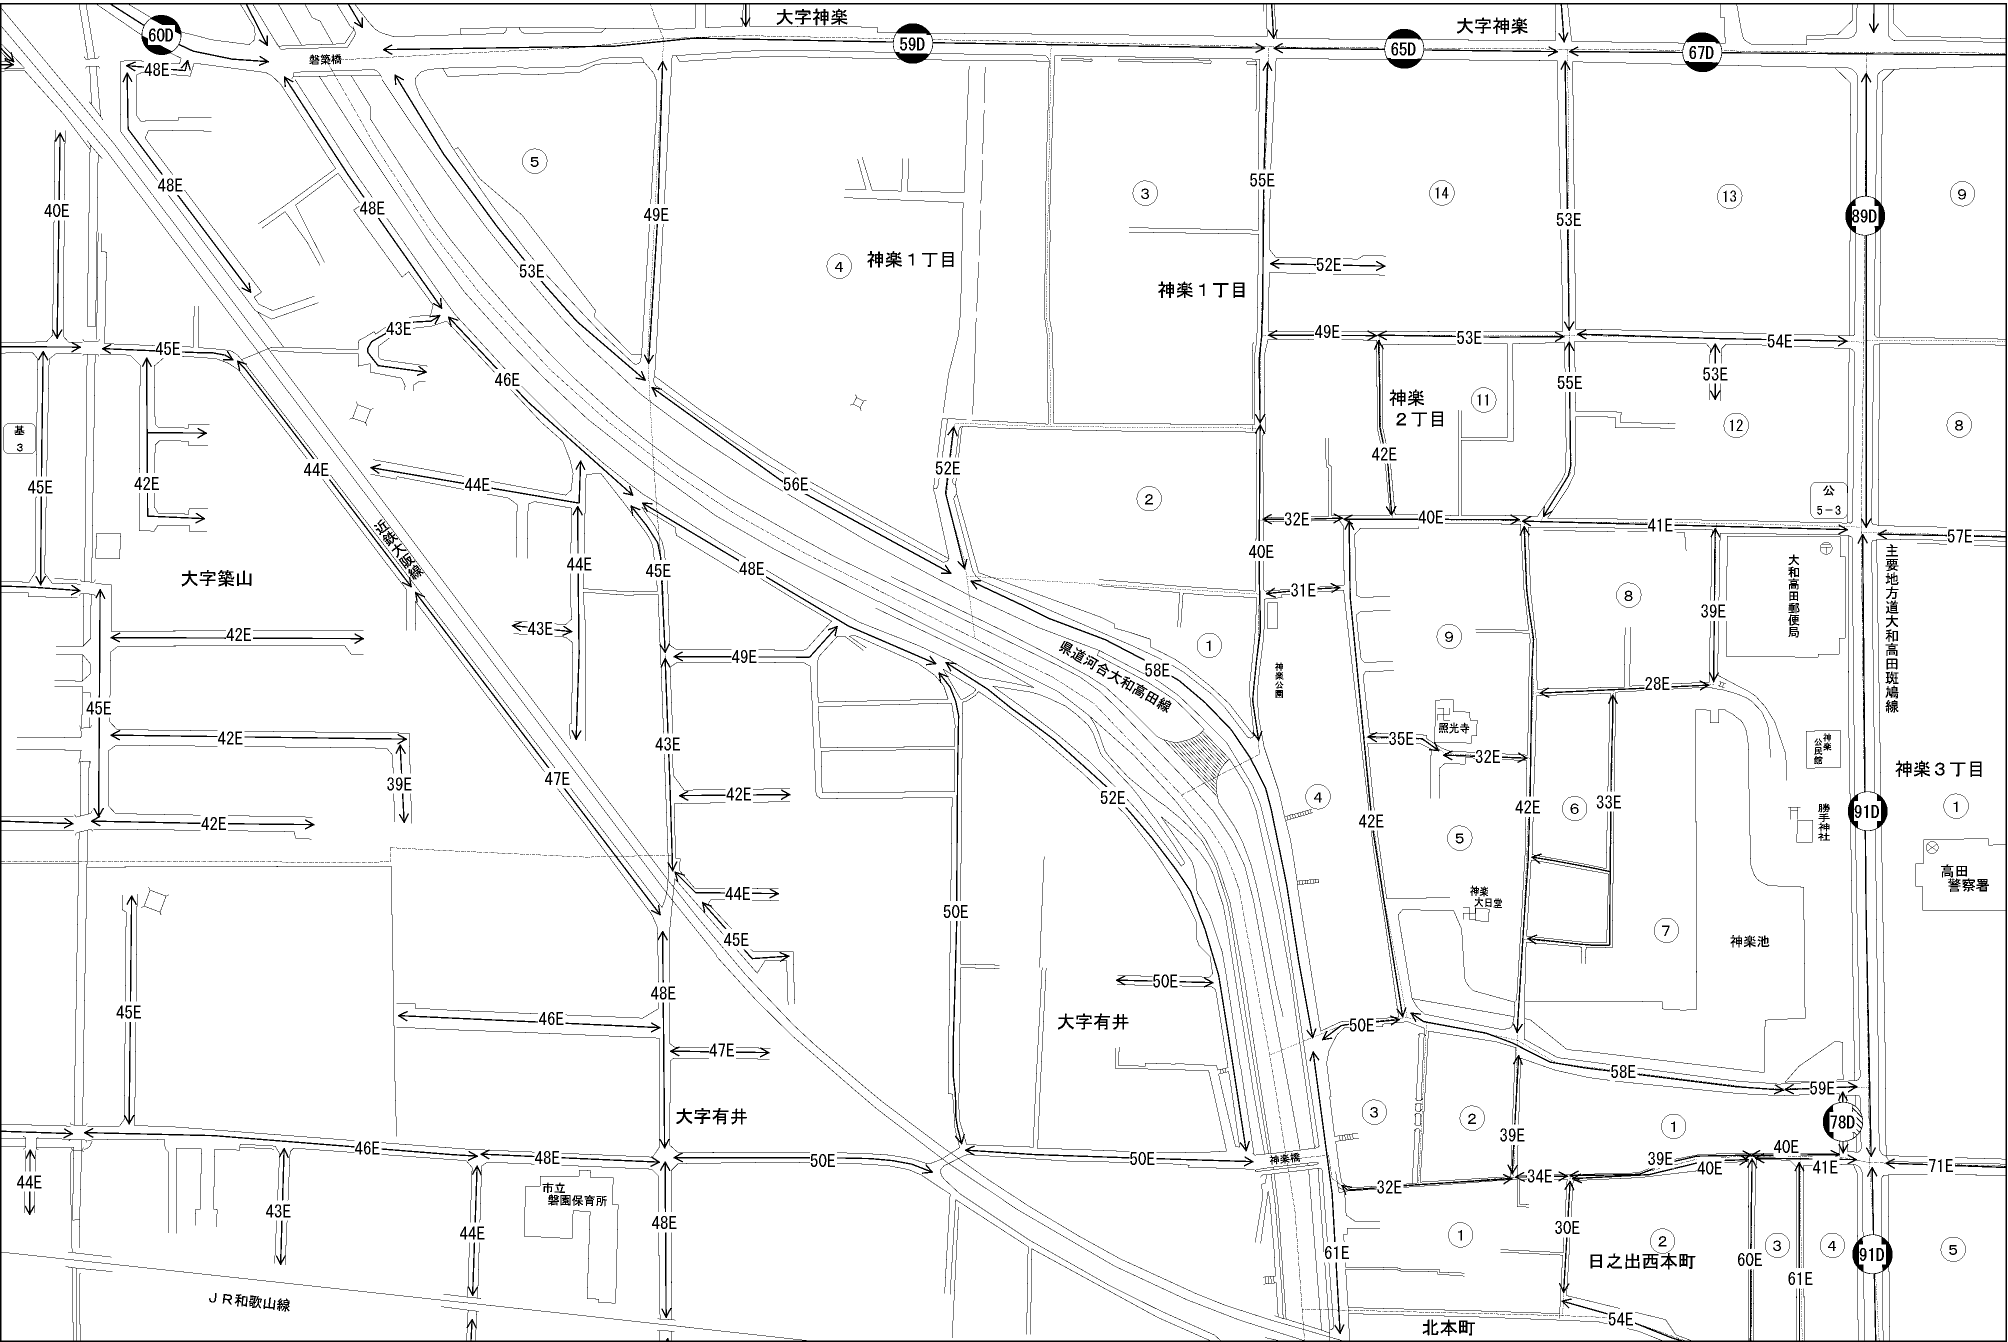 大字神楽
大字神楽
60D
59D
65D
67D
磐築橋
48E
5
48E
40E
48E
49E
55E
3
14
53E
13
89D
9
4
神楽1丁目
神楽1丁目
53E
52E
43E
45E
46E
49E
53E
54E
55E
53E
神楽
2丁目
11
12
8
基
3
45E
42E
44E
44E
52E
56E
2
42E
公
5-3
32E
40E
41E
57E
近鉄大阪線
大字築山
44E
45E
48E
40E
31E
39E
8
大和高田郵便局
主要地方道大和高田斑鳩線
42E
43E
49E
県道河合大和高田線
58E
1
神楽公園
9
28E
45E
42E
43E
照光寺
35E
32E
神楽
公民館
神楽3丁目
39E
47E
42E
52E
4
42E
42E
6
33E
91D
1
勝手神社
42E
5
高田
警察署
44E
神楽
大日堂
50E
45E
7
神楽池
45E
48E
50E
46E
大字有井
50E
47E
58E
59E
大字有井
3
2
1
78D
46E
48E
50E
50E
神楽橋
39E
39E
40E
40E
41E
71E
44E
43E
44E
市立
磐園保育所
48E
32E
34E
30E
61E
1
2
日之出西本町
60E
3
61E
4
91D
5
JR和歌山線
54E
北本町